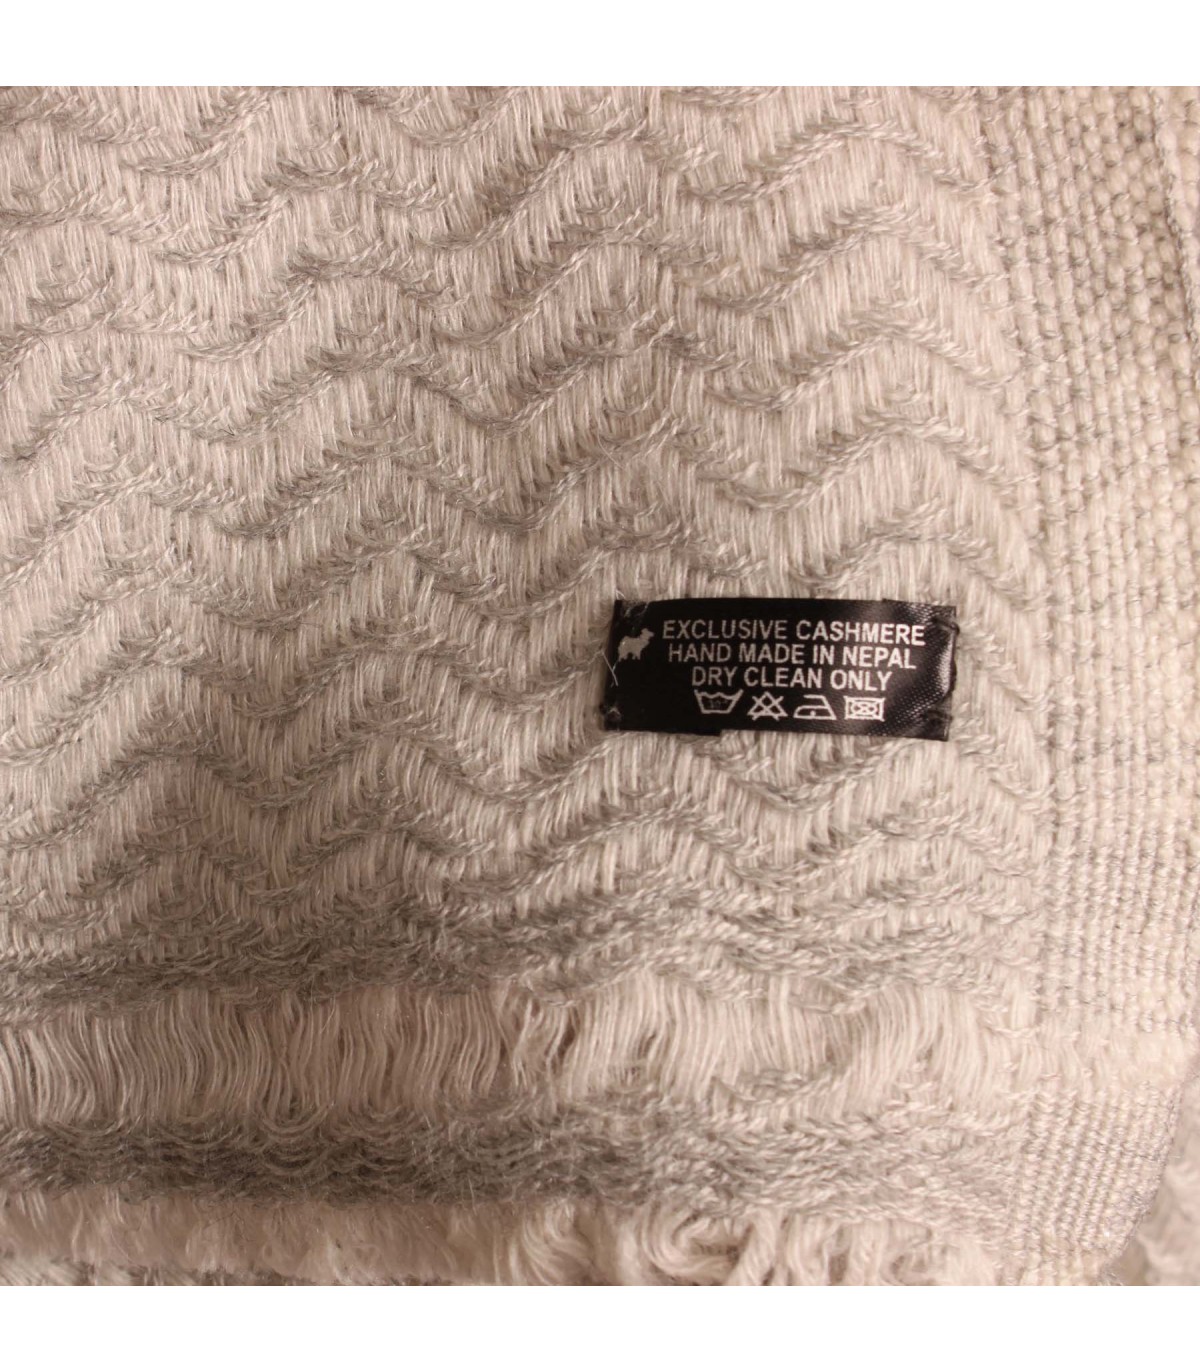 EXCLUSIVE CASHMERE
HAND MADE IN NEPAL
DRY CLEAN ONLY